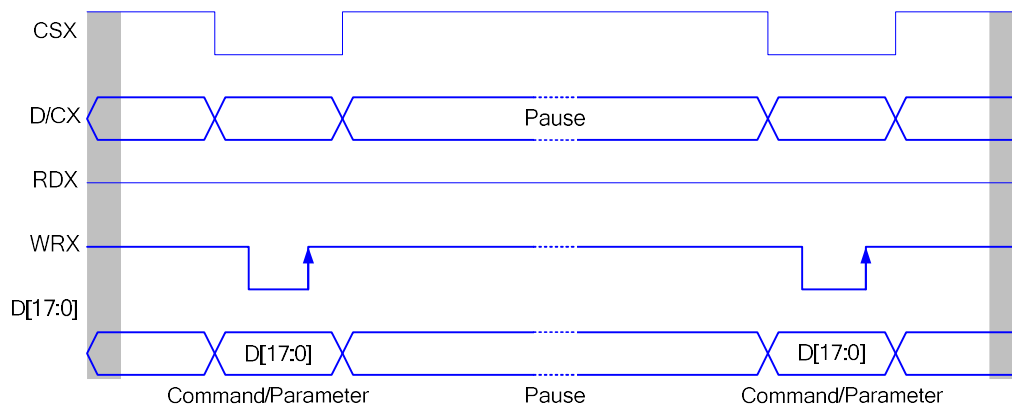 CSX
D/CX
Pause
RDX
WRX
D[17:0]
D[17:0] D[17:0]
Command/Parameter Pause Command/Parameter